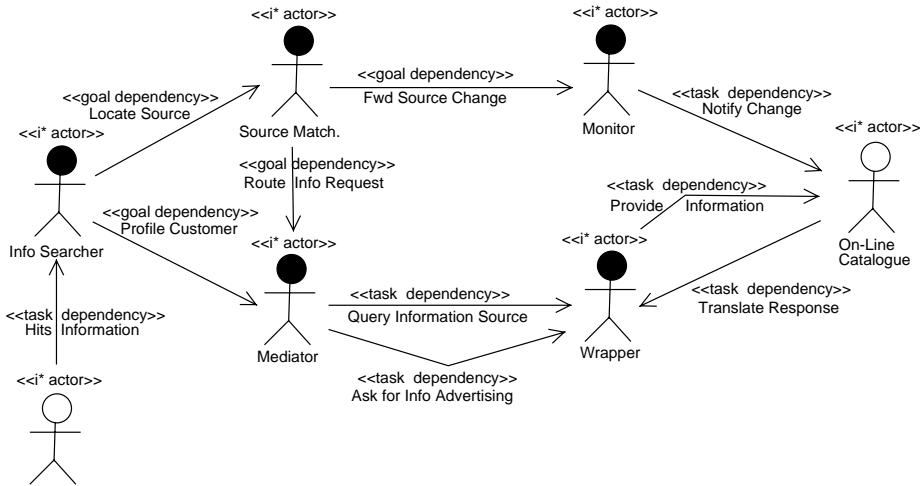 <<i* actor>>
<<i* actor>>
<<goal dependency>>
Fwd Source Change
<<goal dependency>>
Locate Source
<<task dependency>>
Notify Change
Source Match.
Monitor
<<i* actor>>
<<i* actor>>
<<goal dependency>>
Route Info Request
<<task dependency>>
Provide Information
<<goal dependency>>
Profile Customer
<<i* actor>>
<<i* actor>>
Info Searcher
On-Line
Catalogue
<<task dependency>>
Hits Information
<<task dependency>>
Query Information Source
<<task dependency>>
Translate Response
Mediator
Wrapper
<<i* actor>>
<<task dependency>>
Ask for Info Advertising